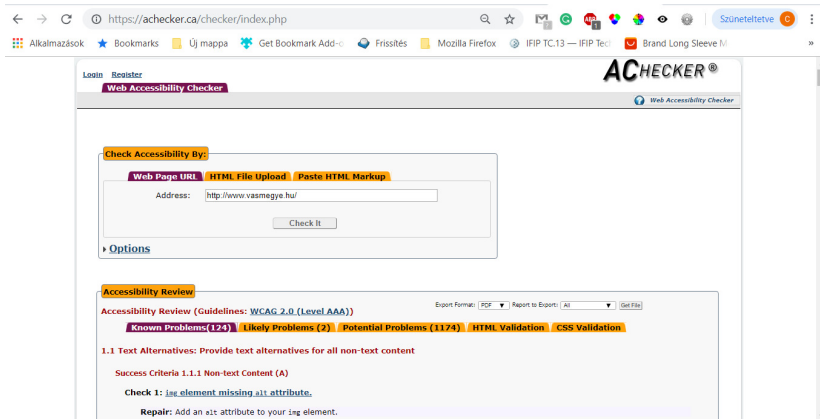 https://achecker.ca/checker/index.php
Szüneteltetve C
Alkalmazások Bookmarks Új mappa Get Bookmark Add-o Frissítés Mozilla Firefox IFIP TC.13 — IFIP Tech Brand Long Sleeve M »
Login Register
ACHECKER®
Web Accessibility Checker
Web Accessibility Checker
Check Accessibility By:
Web Page URL HTML File Upload Paste HTML Markup
Address: http://www.vasmegye.hu/
Check It
Options
Accessibility Review
Export Format: PDF Report to Export: All Get File
Accessibility Review (Guidelines: WCAG 2.0 (Level AAA))
Known Problems(124) Likely Problems (2) Potential Problems (1174) HTML Validation CSS Validation
1.1 Text Alternatives: Provide text alternatives for all non-text content
Success Criteria 1.1.1 Non-text Content (A)
Check 1: img element missing alt attribute.
Repair: Add an alt attribute to your img element.